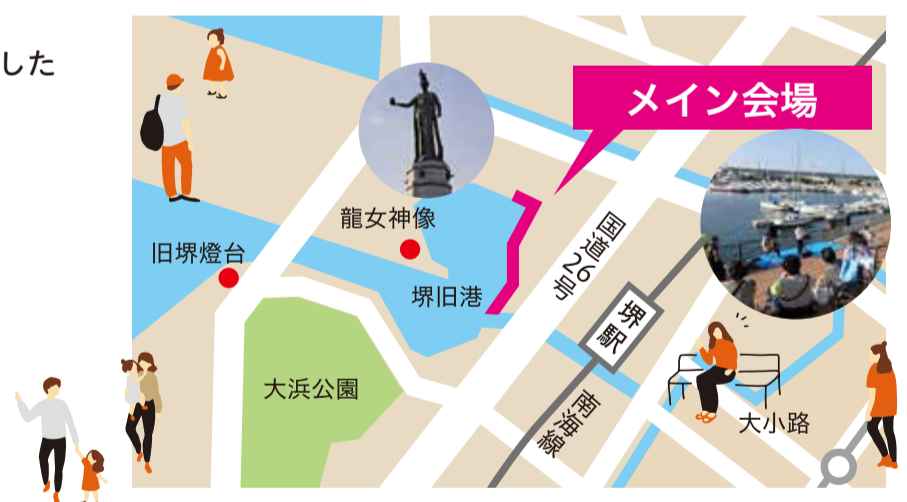 した
メイン会場
龍女神像
旧堺燈台
国道26号
堺旧港
堺駅
大浜公園
南海線
大小路